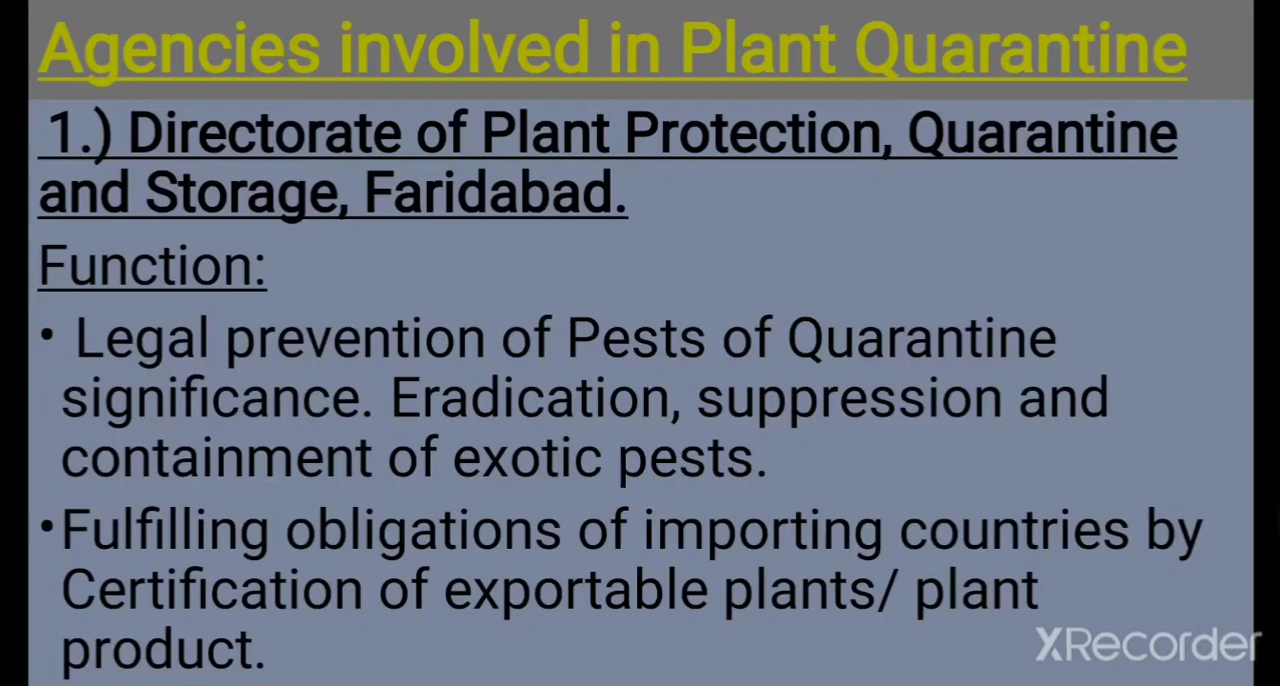 Agencies involved in Plant Quarantine
1.) Directorate of Plant Protection, Quarantine
and Storage, Faridabad.
Function:
• Legal prevention of Pests of Quarantine
significance. Eradication, suppression and
containment of exotic pests.
•Fulfilling obligations of importing countries by
Certification of exportable plants/ plant
product.
XRecorder